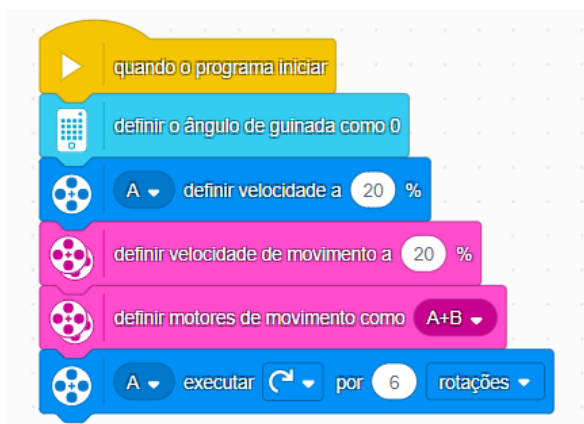 quando o programa iniciar
definir o ângulo de guinada como 0
A definir velocidade a 20 %
definir velocidade de movimento a 20 %
definir motores de movimento como A+B
A executar por 6 rotações